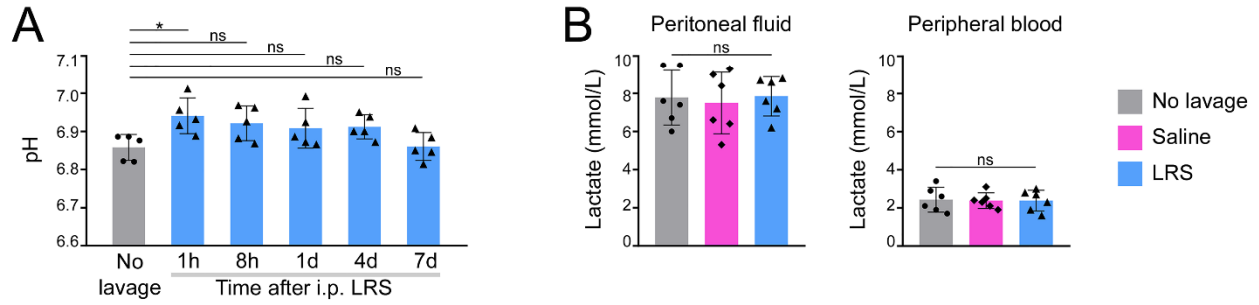 A
*
ns
ns
ns
ns
pH
7.1
7.0
6.9
6.8
6.7
6.6
No lavage
1h
8h
1d
4d
7d
Time after i.p. LRS
B
Peritoneal fluid
ns
Lactate (mmol/L)
10
8
6
4
2
0
Peripheral blood
ns
Lactate (mmol/L)
10
8
6
4
2
0
No lavage
Saline
LRS